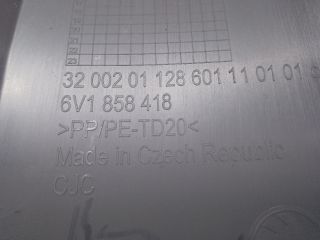 32 002 01 128 601 11 01 01
6V1 858 418
>PP/PE-TD20<
Made in Czech Republic
CJC